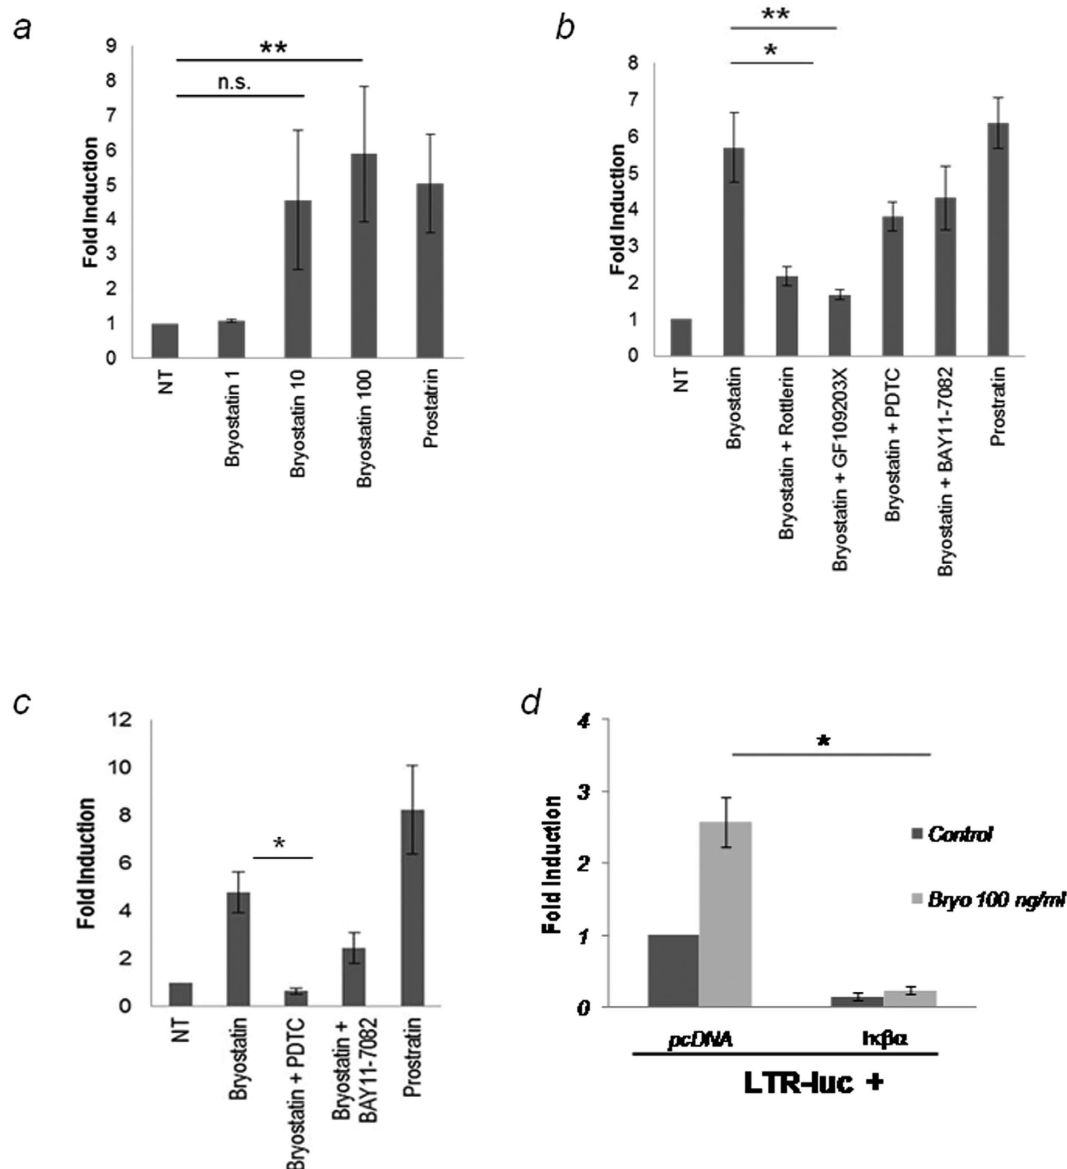 a
**
n.s.
Fold Induction
9
8
7
6
5
4
3
2
1
0
NT
Bryostatin 1
Bryostatin 10
Bryostatin 100
Prostatrin
b
**
*
Fold Induction
8
7
6
5
4
3
2
1
0
NT
Bryostatin
Bryostatin + Rottlerin
Bryostatin + GF109203X
Bryostatin + PDTC
Bryostatin + BAY11-7082
Prostratin
c
*
Fold Induction
12
10
8
6
4
2
0
NT
Bryostatin
Bryostatin + PDTC
Bryostatin +
BAY11-7082
Prostratin
d
*
Fold Induction
4
3
2
1
0
Control
Bryo 100 ng/ml
pcDNA
Iκβα
LTR-luc +